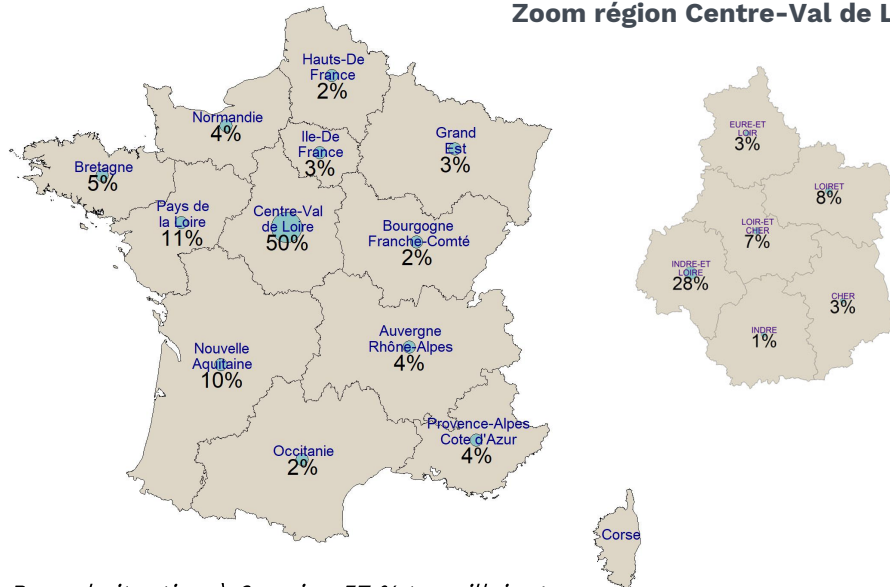 Zoom région Centre-Val de L
Hauts-De
France
2%
Normandie
4%
Ile-De
France
3%
Grand
Est
3%
Bretagne
5%
Pays de
la Loire
11%
Centre-Val
de Loire
50%
Bourgogne
Franche-Comté
2%
Nouvelle
Aquitaine
10%
Auvergne
Rhône-Alpes
4%
Occitanie
2%
Provence-Alpes
Cote d'Azur
4%
Corse
EURE-ET
LOIR
3%
LOIRET
8%
LOIR-ET
CHER
7%
INDRE-ET
LOIRE
28%
CHER
3%
INDRE
1%